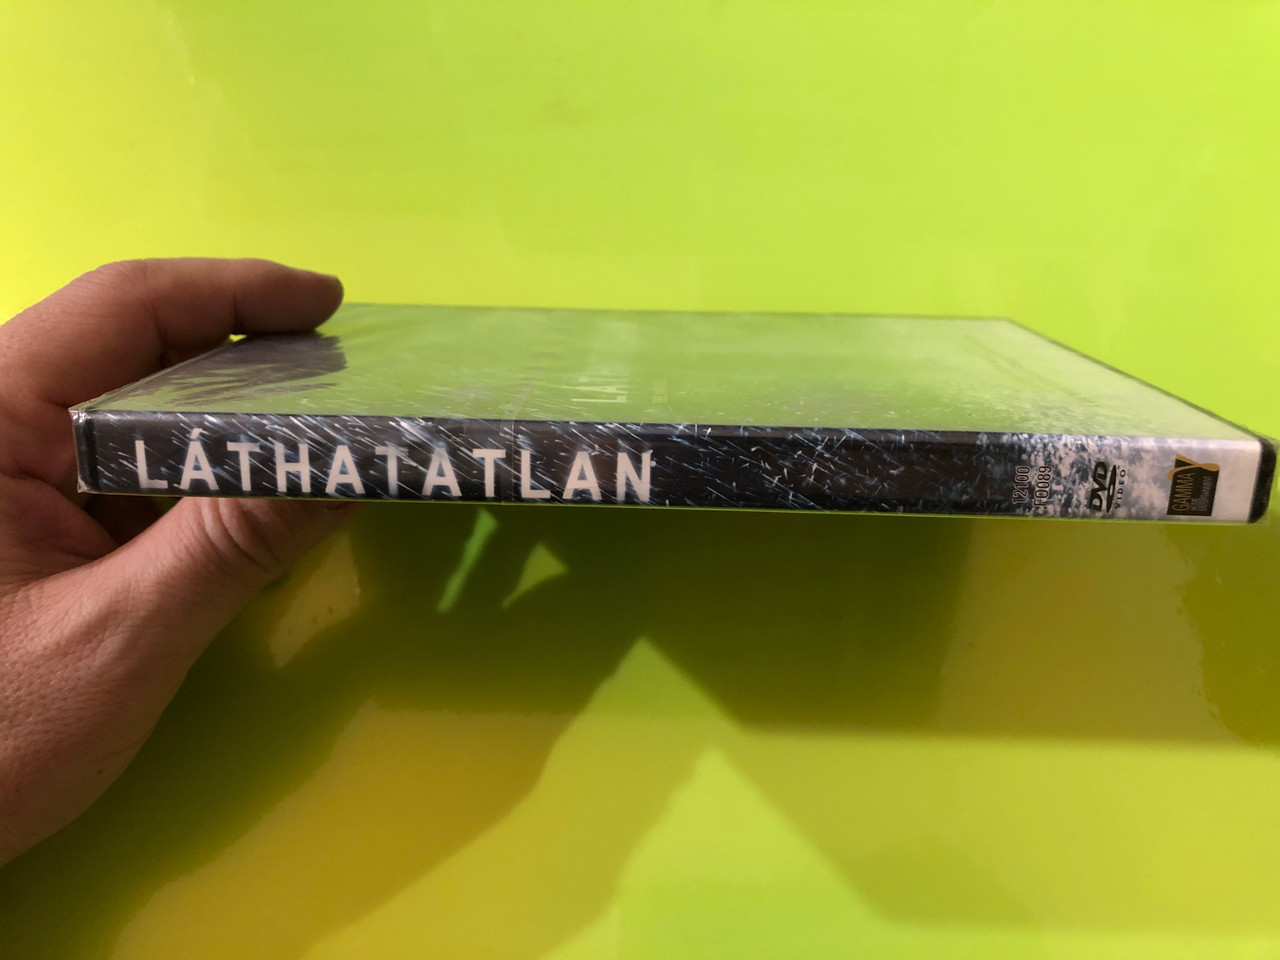 LÁTHATATLAN
12100
F0089
DVD
VIDEO
GAMMA